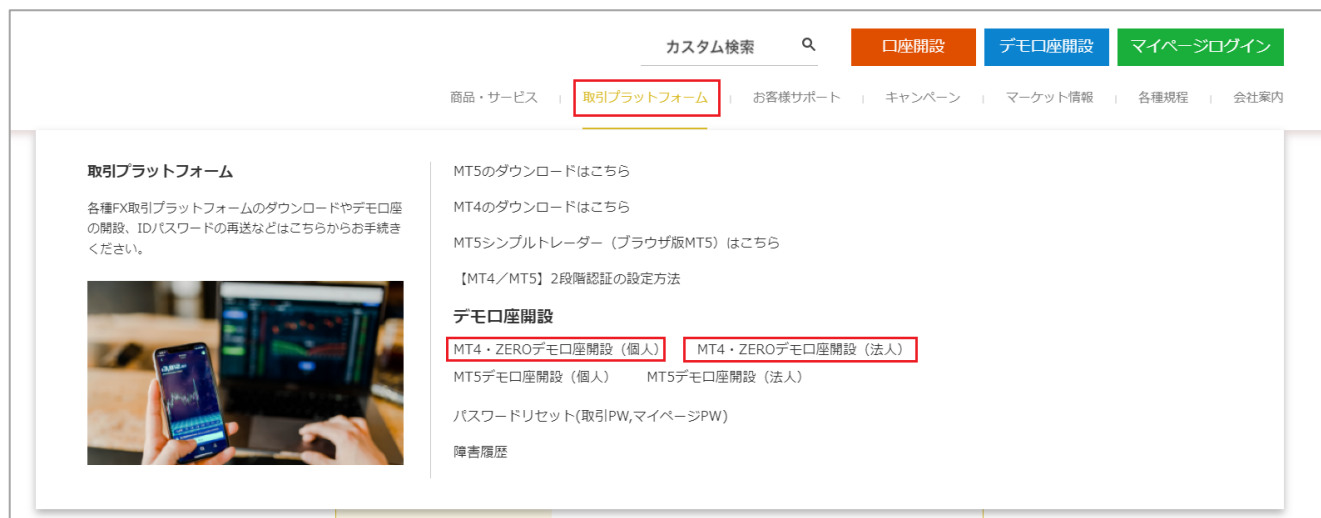 カスタム検索
口座開設
デモ口座開設
マイページログイン
商品・サービス
取引プラットフォーム
お客様サポート
キャンペーン
マーケット情報
各種規程
会社案内
取引プラットフォーム
各種FX取引プラットフォームのダウンロードやデモ口座
の開設、IDパスワードの再送などはこちらからお手続き
ください。
MT5のダウンロードはこちら
MT4のダウンロードはこちら
MT5シンプルトレーダー（ブラウザ版MT5）はこちら
【MT4／MT5】2段階認証の設定方法
デモ口座開設
MT4・ZEROデモ口座開設（個人） MT4・ZEROデモ口座開設（法人）
MT5デモ口座開設（個人） MT5デモ口座開設（法人）
パスワードリセット(取引PW,マイページPW)
障害履歴